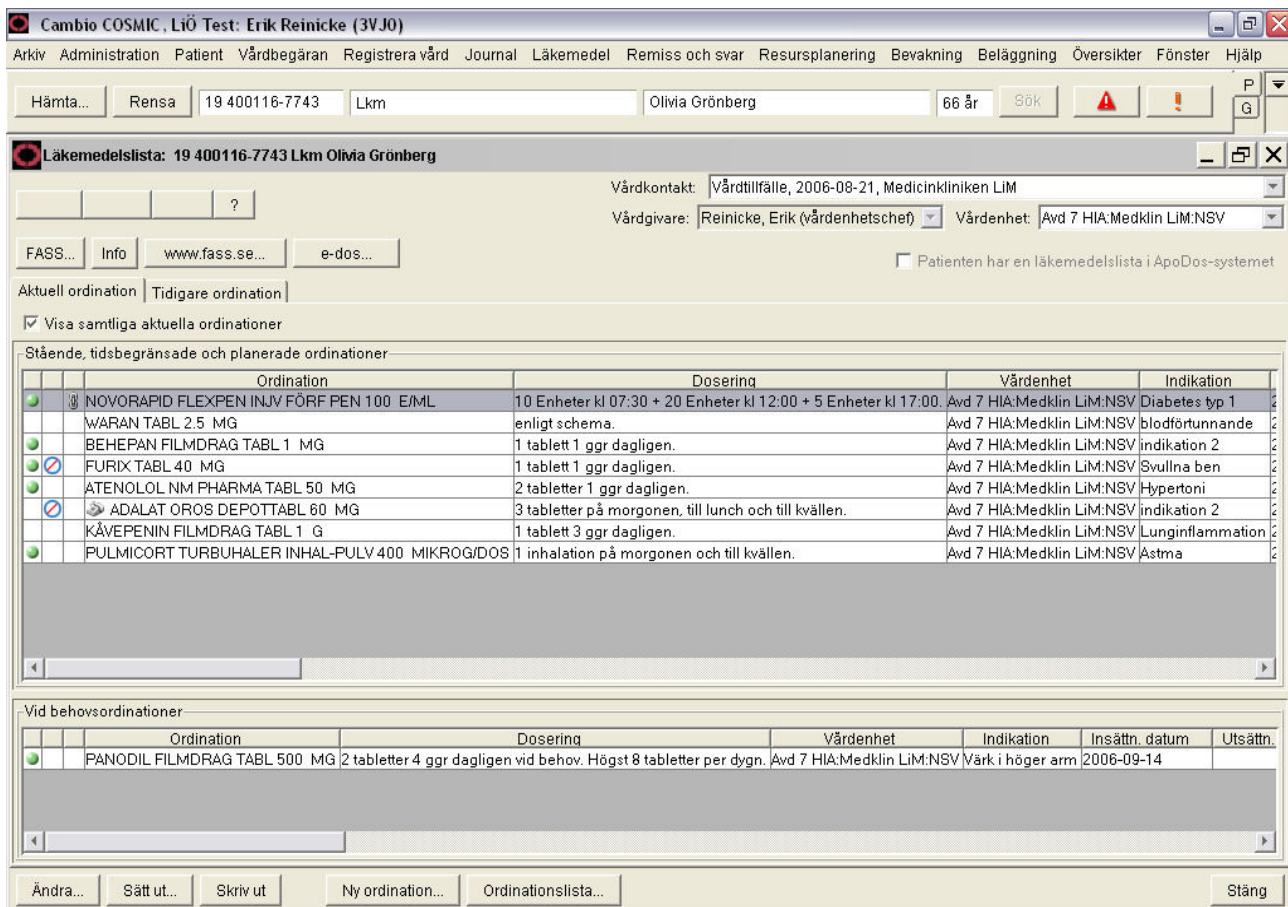 Cambio COSMIC, LiÖ Test: Erik Reinicke (3VJ0)
Arkiv Administration Patient Vårdbegäran Registrera vård Journal Läkemedel Remiss och svar Resursplanering Bevakning Beläggning Översikter Fönster Hjälp
Hämta... Rensa 19 400116-7743 Lkm Olivia Grönberg 66 år Sök P
G
Läkemedelslista: 19 400116-7743 Lkm Olivia Grönberg
Vårdkontakt: Vårdtillfälle, 2006-08-21, Medicinkliniken LiM
? Vårdgivare: Reinicke, Erik (vårdenhetschef) Vårdenhet: Avd 7 HIA:Medklin LiM:NSV
FASS... Info www.fass.se... e-dos... Patienten har en läkemedelslista i ApoDos-systemet
Aktuell ordination Tidigare ordination
Visa samtliga aktuella ordinationer
Stående, tidsbegränsade och planerade ordinationer
Ordination Dosering Vårdenhet Indikation
NOVORAPID FLEXPEN INJV FÖRF PEN 100 E/ML 10 Enheter kl 07:30 + 20 Enheter kl 12:00 + 5 Enheter kl 17:00. Avd 7 HIA:Medklin LiM:NSV Diabetes typ 1
WARAN TABL 2.5 MG enligt schema. Avd 7 HIA:Medklin LiM:NSV blodförtunnande
BEHEPAN FILMDRAG TABL 1 MG 1 tablett 1 ggr dagligen. Avd 7 HIA:Medklin LiM:NSV indikation 2
FURIX TABL 40 MG 1 tablett 1 ggr dagligen. Avd 7 HIA:Medklin LiM:NSV Svullna ben
ATENOLOL NM PHARMA TABL 50 MG 2 tabletter 1 ggr dagligen. Avd 7 HIA:Medklin LiM:NSV Hypertoni
ADALAT OROS DEPOTTABL 60 MG 3 tabletter på morgonen, till lunch och till kvällen. Avd 7 HIA:Medklin LiM:NSV indikation 2
KÅVEPENIN FILMDRAG TABL 1 G 1 tablett 3 ggr dagligen. Avd 7 HIA:Medklin LiM:NSV Lunginflammation
PULMICORT TURBUHALER INHAL-PULV 400 MIKROG/DOS 1 inhalation på morgonen och till kvällen. Avd 7 HIA:Medklin LiM:NSV Astma
Vid behovsordinationer
Ordination Dosering Vårdenhet Indikation Insättn. datum Utsättn.
PANODIL FILMDRAG TABL 500 MG 2 tabletter 4 ggr dagligen vid behov. Högst 8 tabletter per dygn. Avd 7 HIA:Medklin LiM:NSV Värk i höger arm 2006-09-14
Ändra... Sätt ut... Skriv ut Ny ordination... Ordinationslista... Stäng